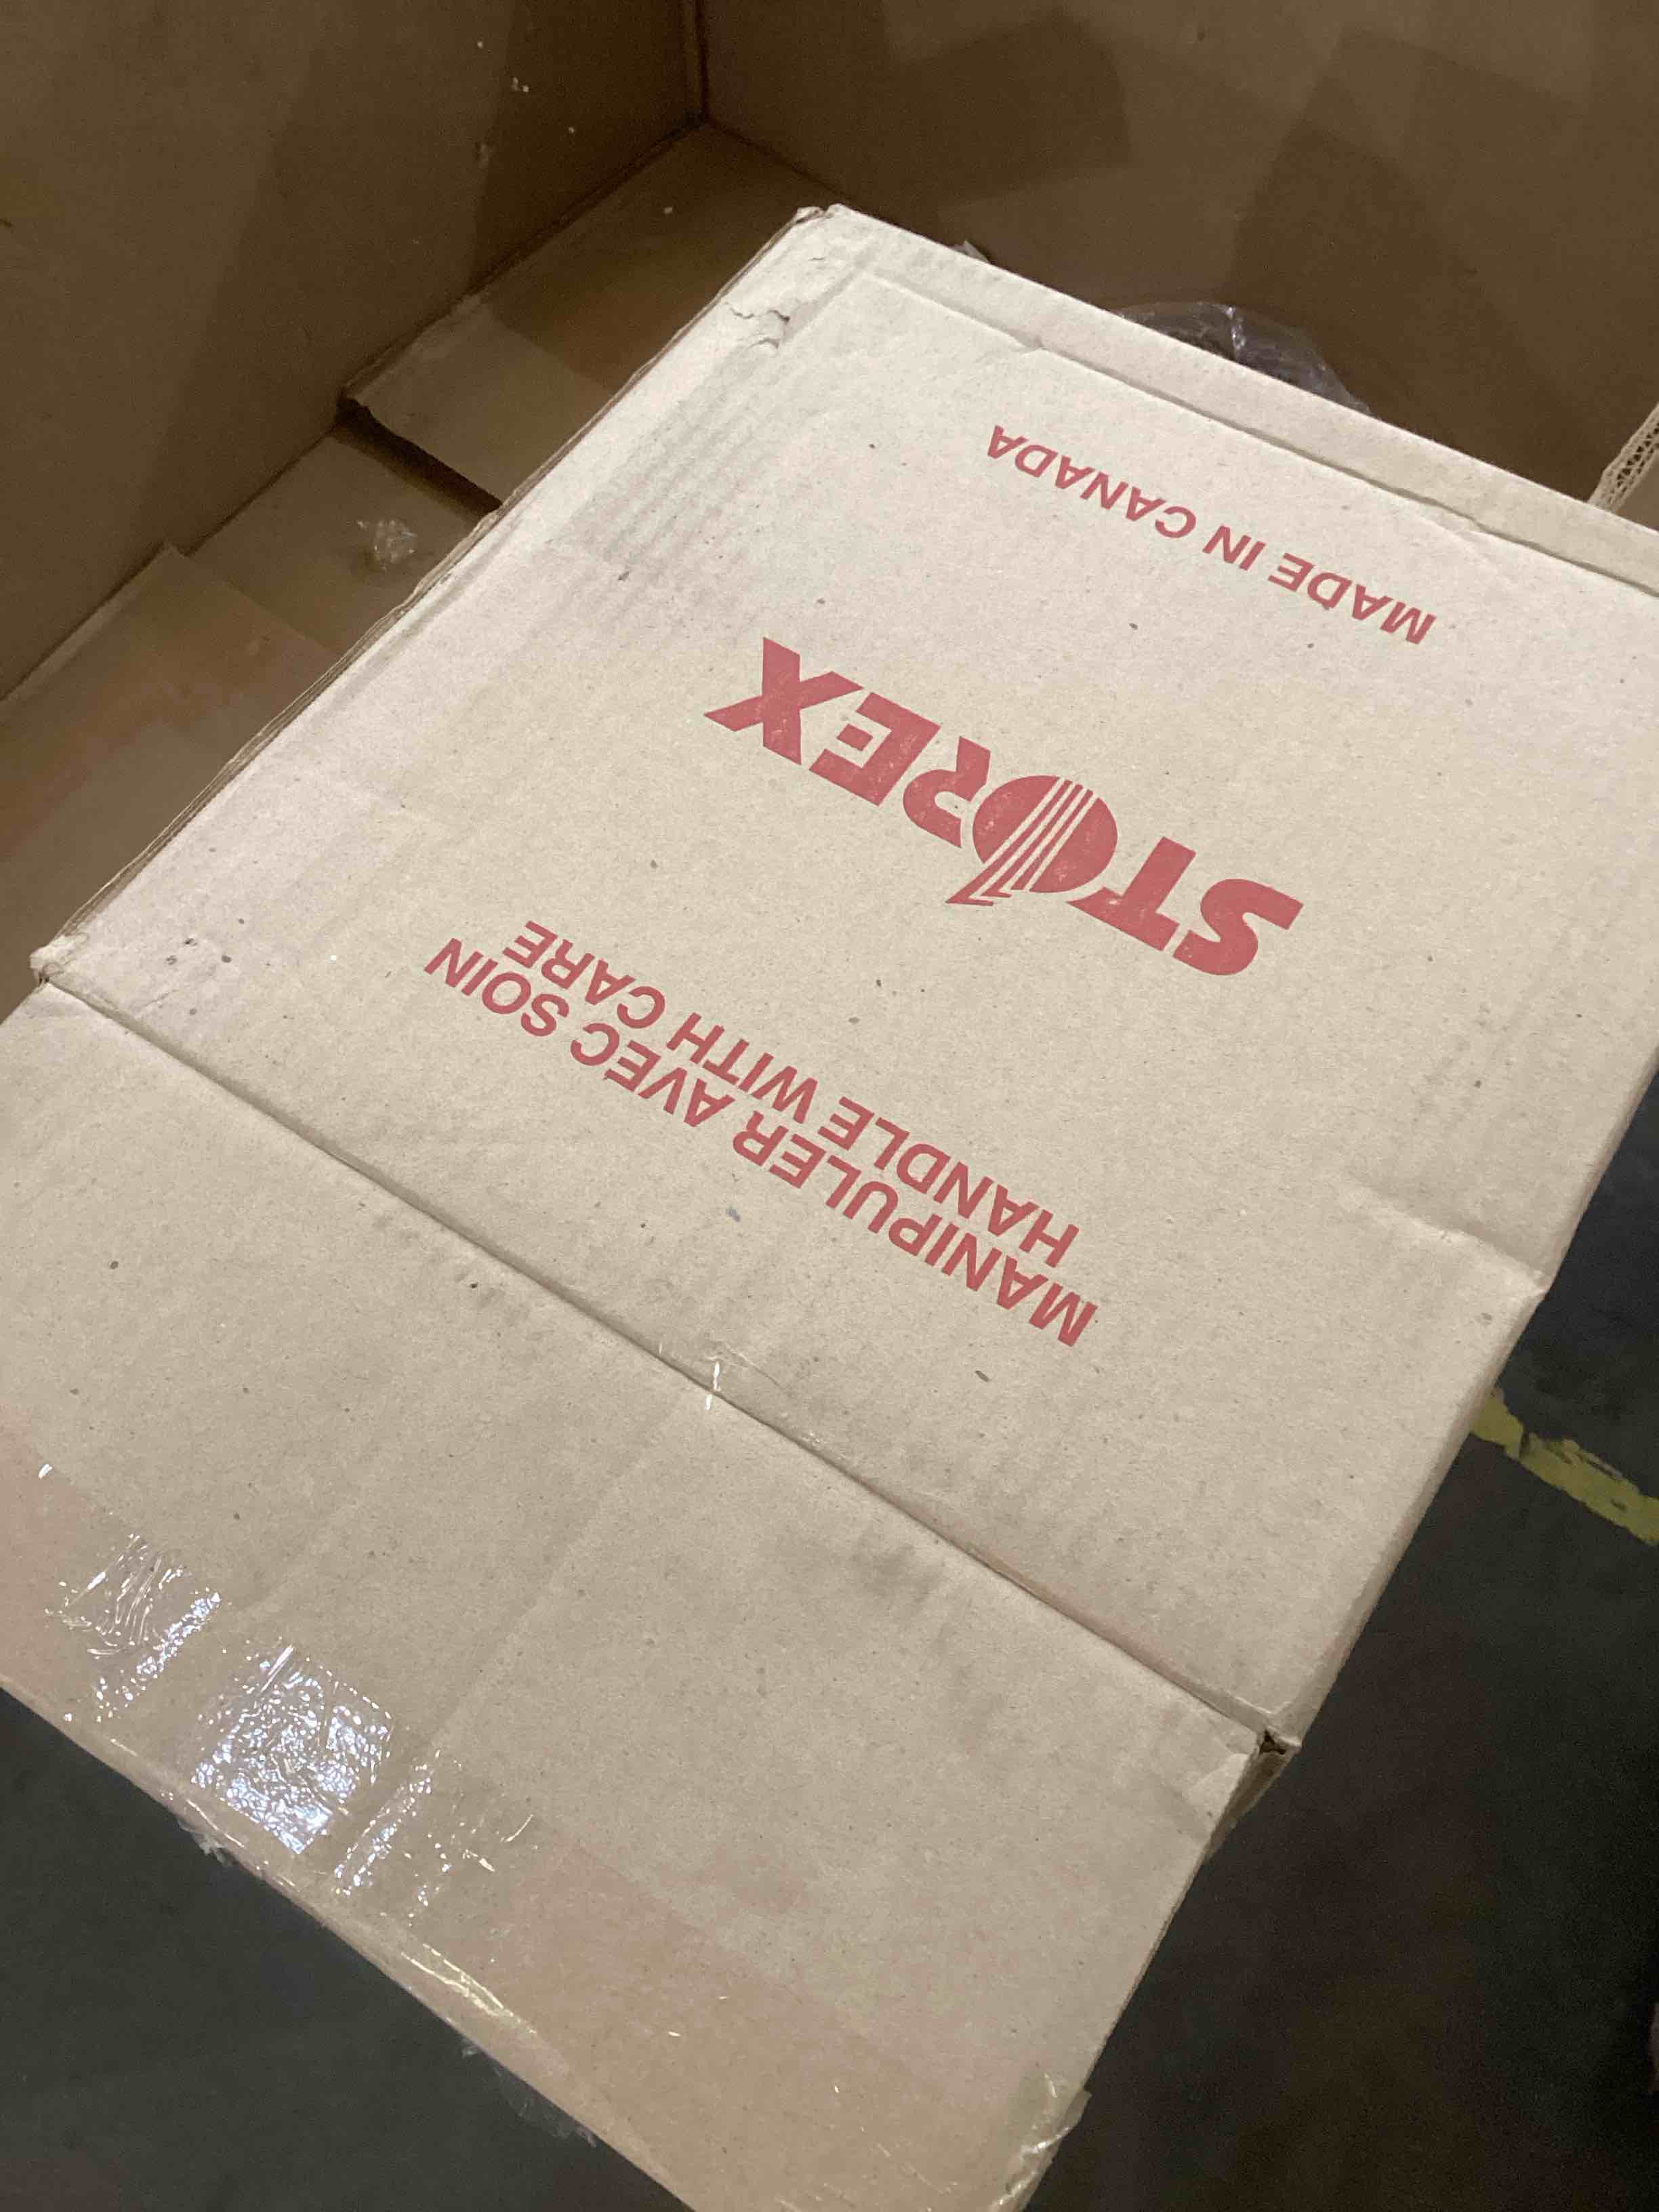 MANIPULER AVEC SOIN
HANDLE WITH CARE
STOREX
MADE IN CANADA